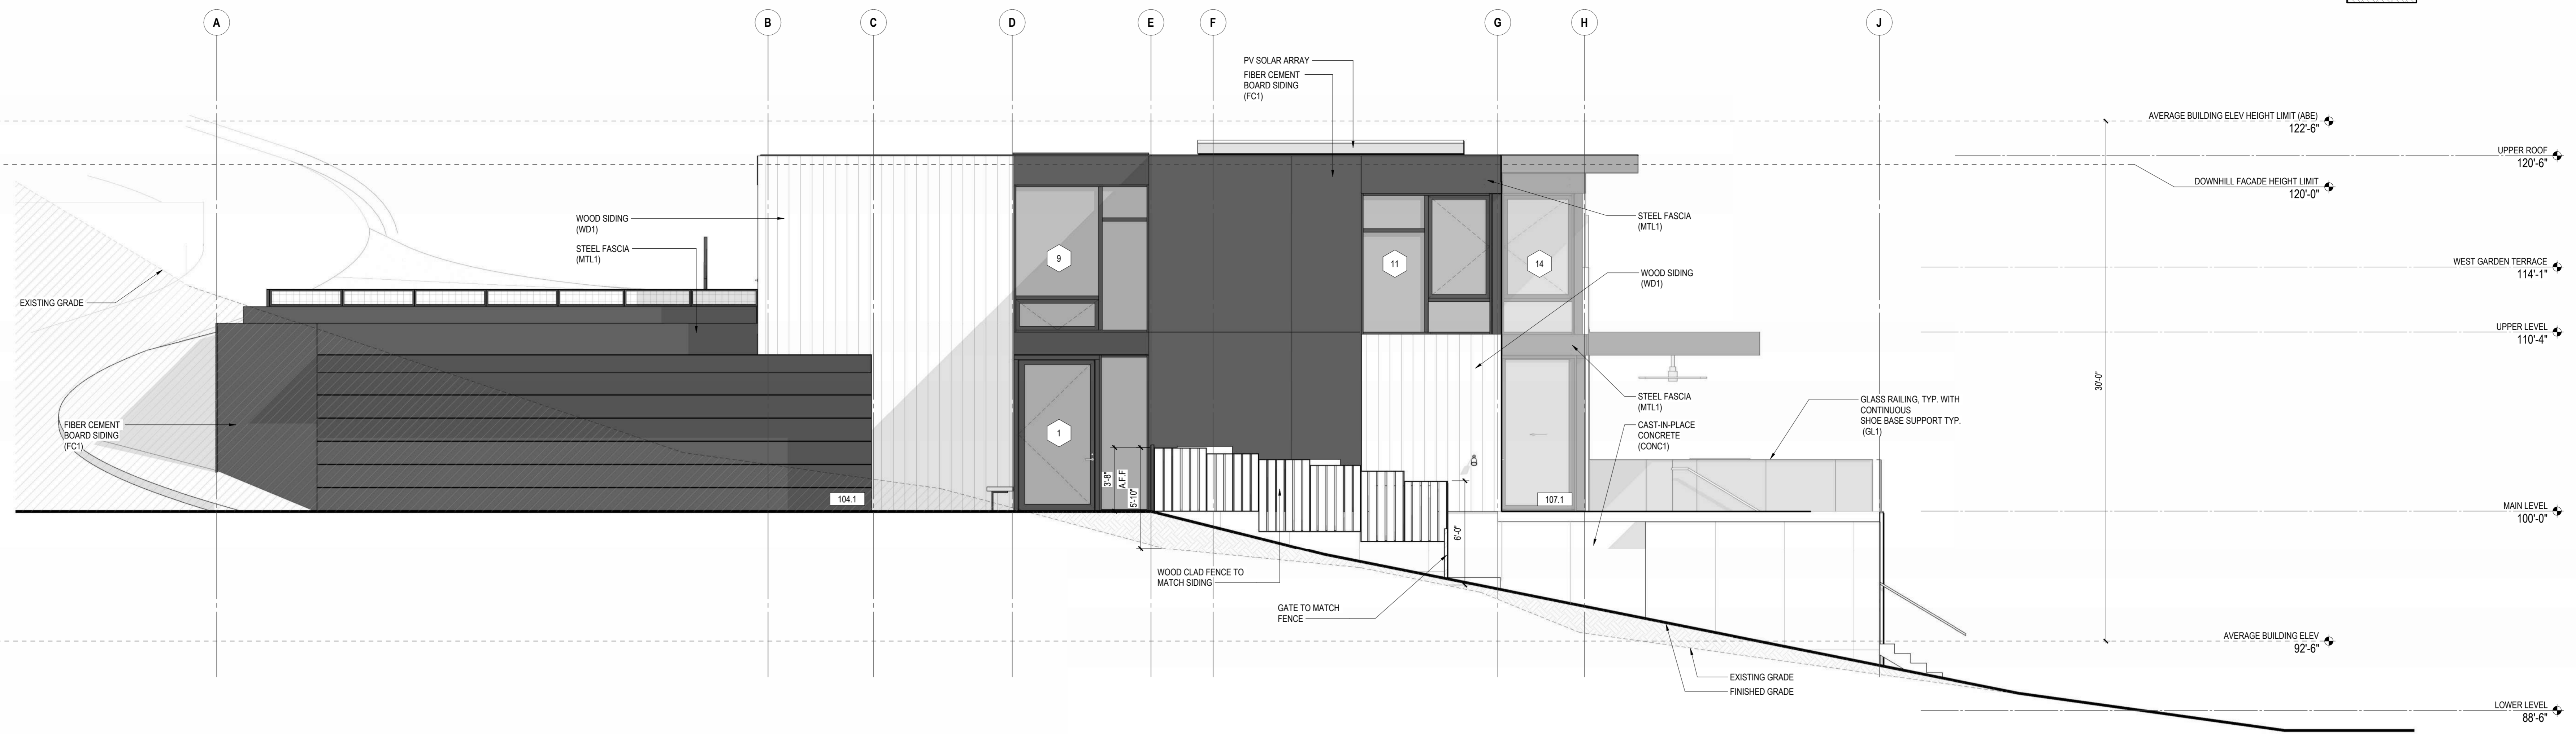 A
B
C
D
E
F
G
H
J
PV SOLAR ARRAY
FIBER CEMENT
BOARD SIDING
(FC1)
AVERAGE BUILDING ELEV HEIGHT LIMIT (ABE)
122'-6"
UPPER ROOF
120'-6"
DOWNHILL FACADE HEIGHT LIMIT
120'-0"
WOOD SIDING
(WD1)
STEEL FASCIA
(MTL1)
STEEL FASCIA
(MTL1)
9
11
14
WEST GARDEN TERRACE
114'-1"
WOOD SIDING
(WD1)
EXISTING GRADE
UPPER LEVEL
110'-4"
30'-0"
STEEL FASCIA
(MTL1)
GLASS RAILING, TYP. WITH
CONTINUOUS
SHOE BASE SUPPORT TYP.
(GL1)
FIBER CEMENT
BOARD SIDING
(FC1)
1
CAST-IN-PLACE
CONCRETE
(CONC1)
3'-8"
A.F.F
5'-10"
104.1
107.1
MAIN LEVEL
100'-0"
6'-0"
WOOD CLAD FENCE TO
MATCH SIDING
GATE TO MATCH
FENCE
AVERAGE BUILDING ELEV
92'-6"
EXISTING GRADE
FINISHED GRADE
LOWER LEVEL
88'-6"